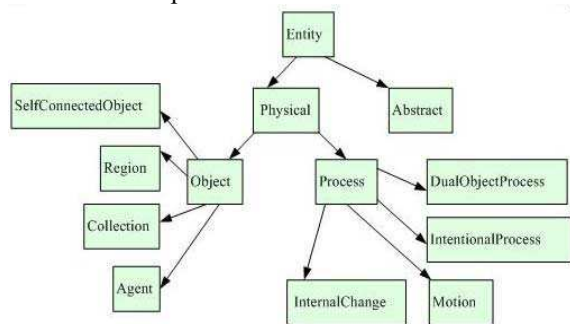 Entity
SelfConnectedObject
Physical
Abstract
Region
Object
Process
DualObjectProcess
Collection
IntentionalProcess
Agent
InternalChange
Motion